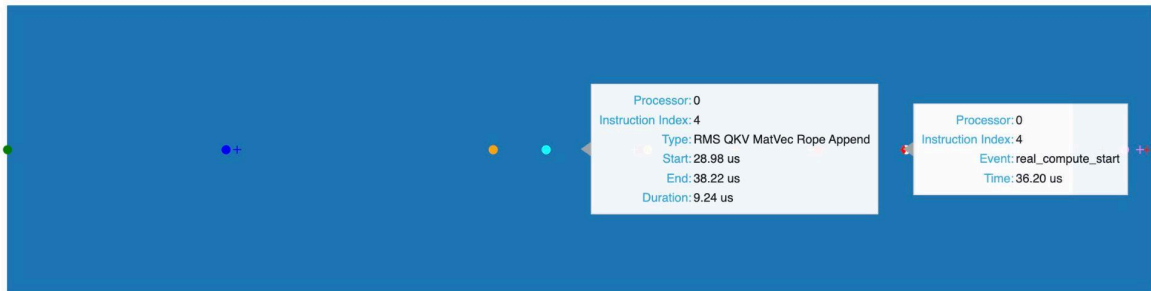 Processor: 0
Instruction Index: 4
Type: RMS QKV MatVec Rope Append
Start: 28.98 us
End: 38.22 us
Duration: 9.24 us
Processor: 0
Instruction Index: 4
Event: real_compute_start
Time: 36.20 us